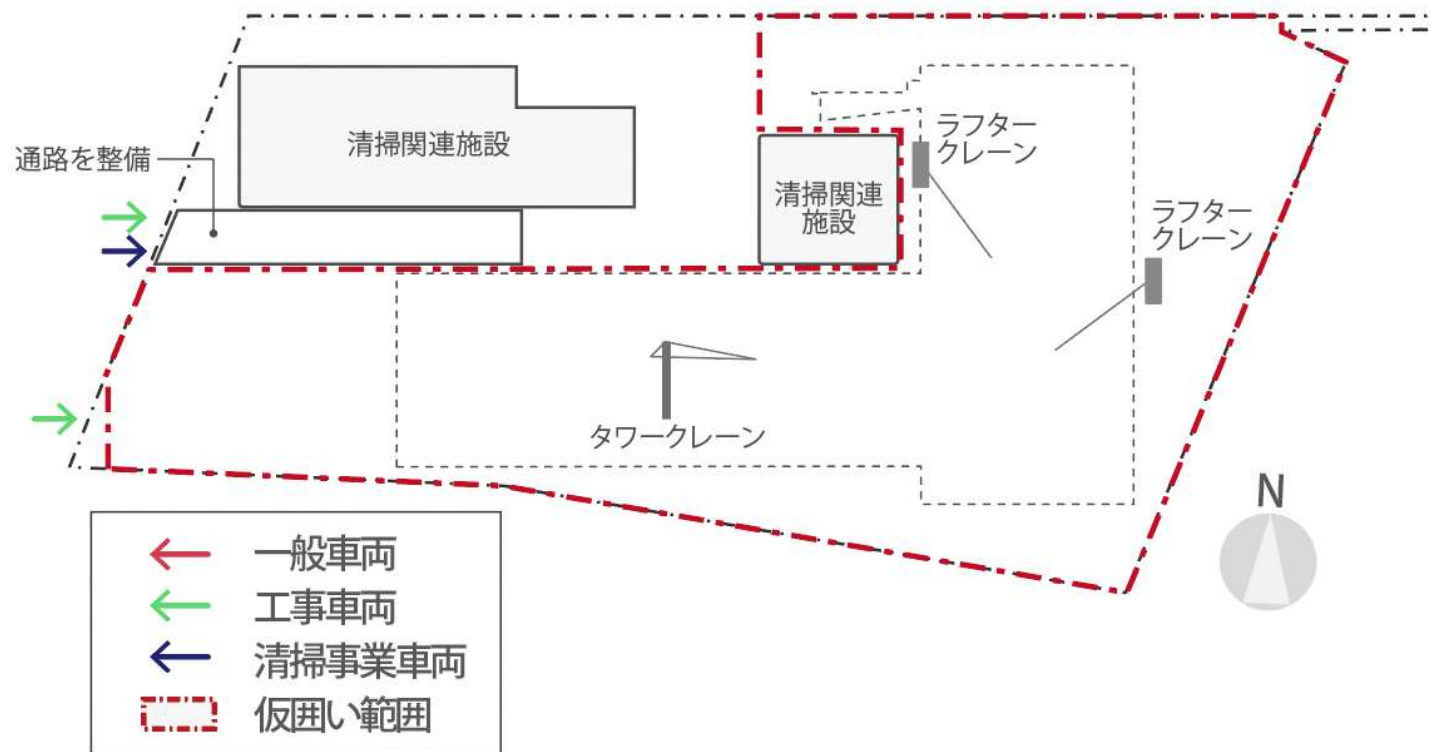 清掃関連施設
通路を整備
清掃関連
施設
ラフター
クレーン
ラフター
クレーン
タワークレーン
N
一般車両
工事車両
清掃事業車両
仮囲い範囲